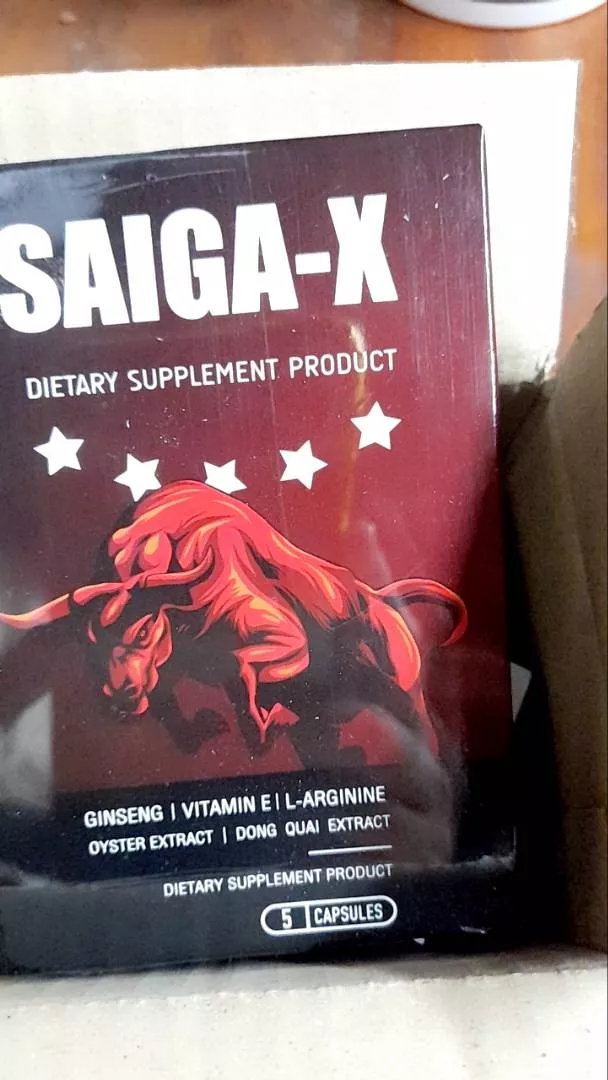 SAIGA-X
DIETARY SUPPLEMENT PRODUCT
GINSENG | VITAMIN E | L-ARGININE
OYSTER EXTRACT | DONG QUAI EXTRACT
DIETARY SUPPLEMENT PRODUCT
5 CAPSULES